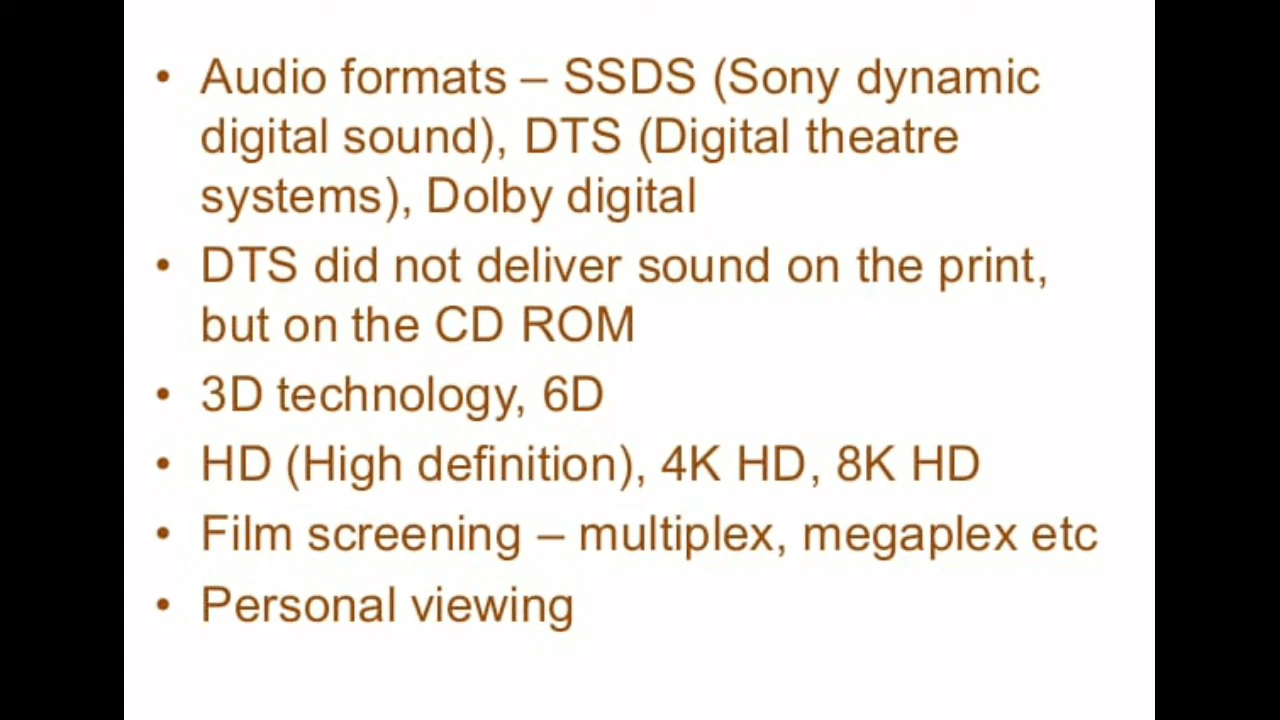 • Audio formats – SSDS (Sony dynamic
digital sound), DTS (Digital theatre
systems), Dolby digital
• DTS did not deliver sound on the print,
but on the CD ROM
• 3D technology, 6D
• HD (High definition), 4K HD, 8K HD
• Film screening – multiplex, megaplex etc
• Personal viewing